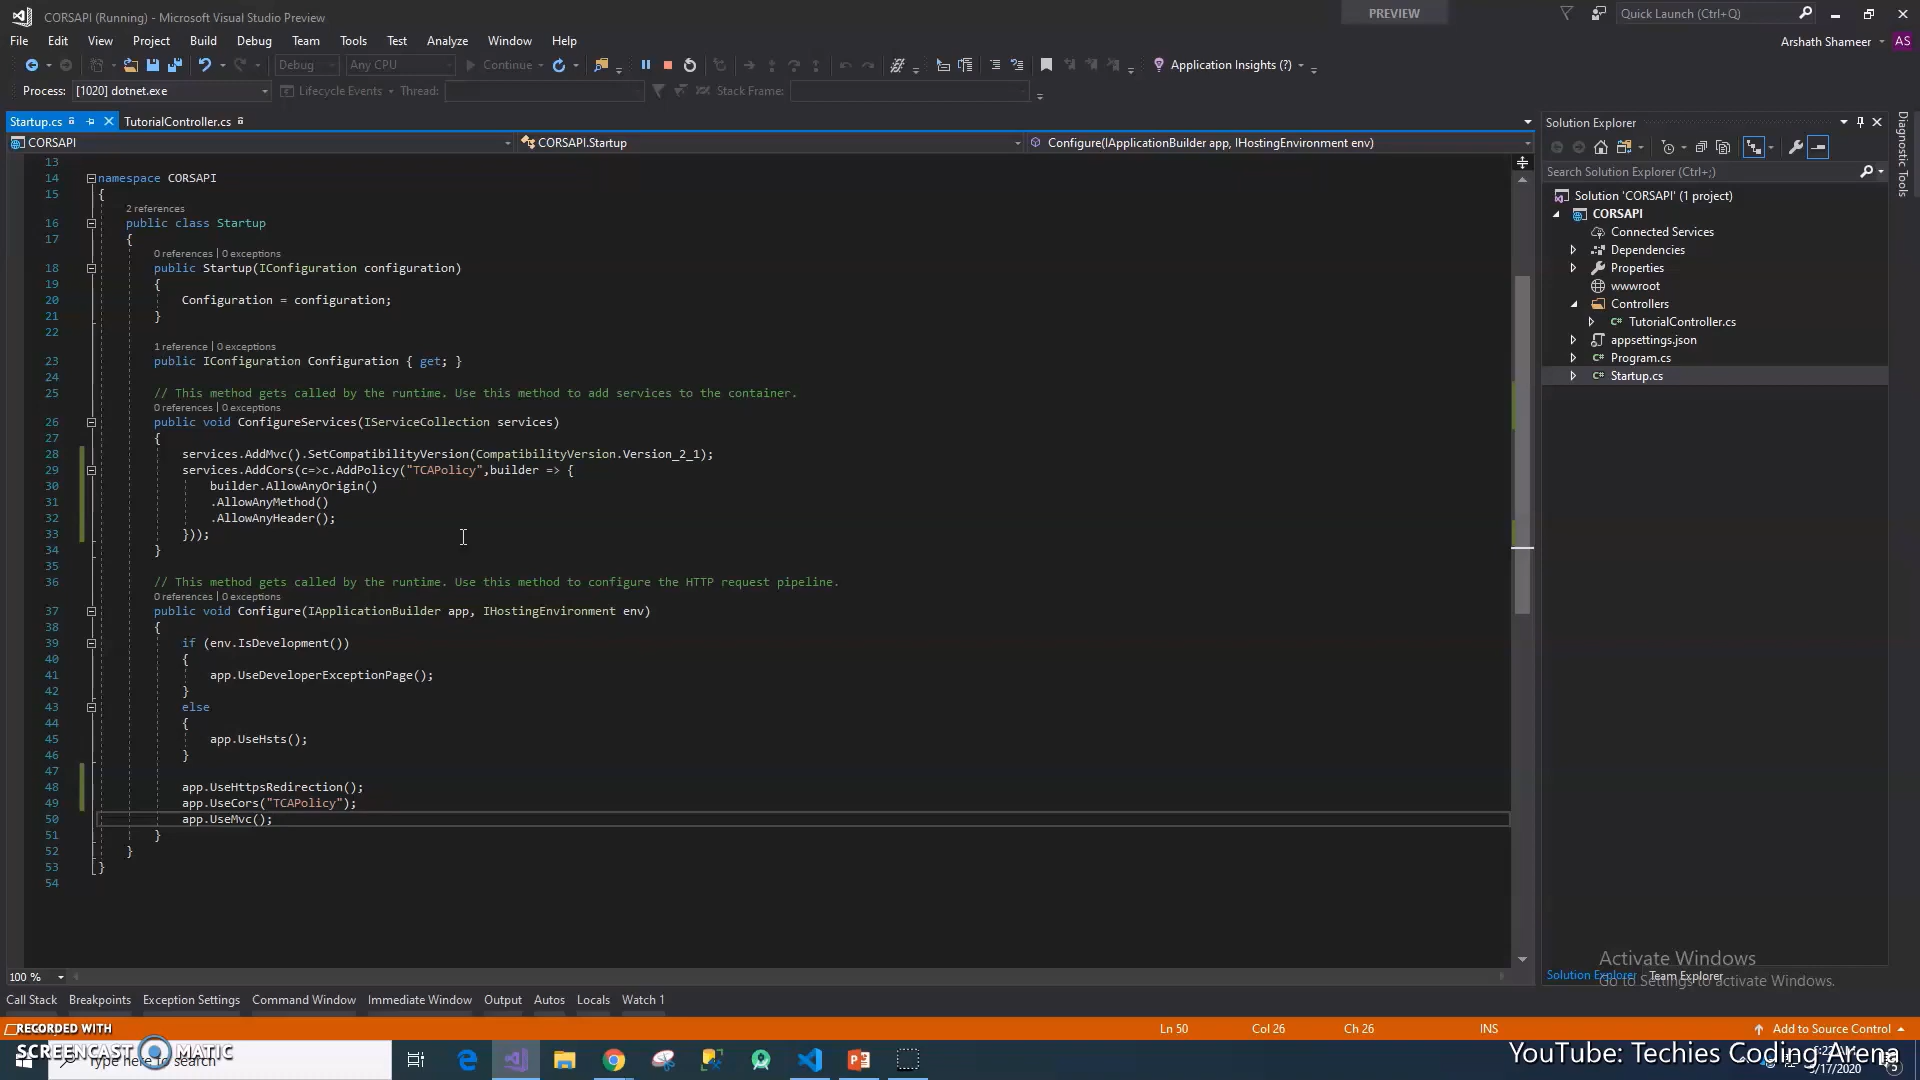 CORSAPI (Running) - Microsoft Visual Studio Preview
PREVIEW
Quick Launch (Ctrl+Q)
File Edit View Project Build Debug Team Tools Test Analyze Window Help
Arshath Shameer AS
Debug Any CPU Continue Application Insights (?)
Process: [1020] dotnet.exe Lifecycle Events Thread: Stack Frame:
Startup.cs TutorialController.cs
CORSAPI CORSAPI.Startup Configure(IApplicationBuilder app, IHostingEnvironment env)
13
14 namespace CORSAPI
15 {
2 references
16 public class Startup
17 {
0 references | 0 exceptions
18 public Startup(IConfiguration configuration)
19 {
20 Configuration = configuration;
21 }
22
1 reference | 0 exceptions
23 public IConfiguration Configuration { get; }
24
25 // This method gets called by the runtime. Use this method to add services to the container.
0 references | 0 exceptions
26 public void ConfigureServices(IServiceCollection services)
27 {
28 services.AddMvc().SetCompatibilityVersion(CompatibilityVersion.Version_2_1);
29 services.AddCors(c=>c.AddPolicy("TCAPolicy",builder => {
30 builder.AllowAnyOrigin()
31 .AllowAnyMethod()
32 .AllowAnyHeader();
33 }));
34 }
35
36 // This method gets called by the runtime. Use this method to configure the HTTP request pipeline.
0 references | 0 exceptions
37 public void Configure(IApplicationBuilder app, IHostingEnvironment env)
38 {
39 if (env.IsDevelopment())
40 {
41 app.UseDeveloperExceptionPage();
42 }
43 else
44 {
45 app.UseHsts();
46 }
47
48 app.UseHttpsRedirection();
49 app.UseCors("TCAPolicy");
50 app.UseMvc();
51 }
52 }
53 }
54
100 %
Solution Explorer
Search Solution Explorer (Ctrl+;)
Solution 'CORSAPI' (1 project)
CORSAPI
Connected Services
Dependencies
Properties
wwwroot
Controllers
TutorialController.cs
appsettings.json
Program.cs
Startup.cs
Diagnostic Tools
Activate Windows
Go to Settings to activate Windows.
Solution Explorer Team Explorer
Call Stack Breakpoints Exception Settings Command Window Immediate Window Output Autos Locals Watch 1
Ln 50 Col 26 Ch 26 INS Add to Source Control
RECORDED WITH
SCREENCAST MATIC
Type here to search
YouTube: Techies Coding Arena
5/17/2020
5